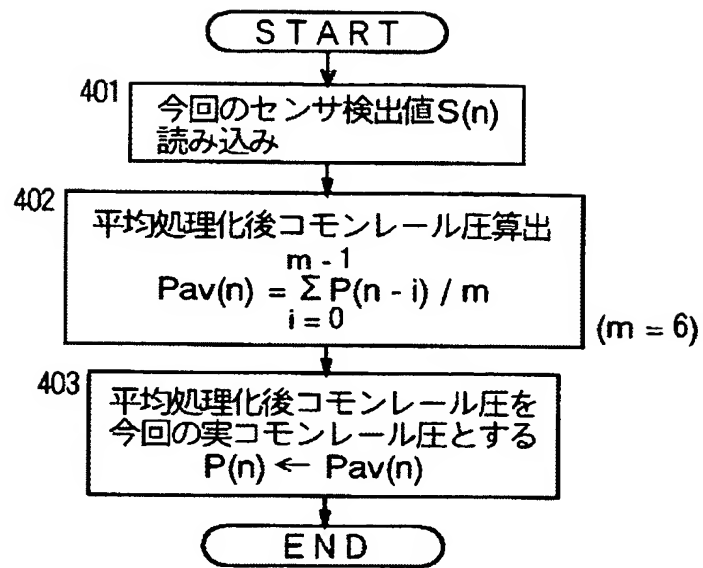 START
401
今回のセンサ検出値S(n)
読み込み
402
平均処理化後コモンレール圧算出
m - 1
Pav(n) = Σ P(n - i) / m
i = 0
(m = 6)
403
平均処理化後コモンレール圧を
今回の実コモンレール圧とする
P(n) ← Pav(n)
END